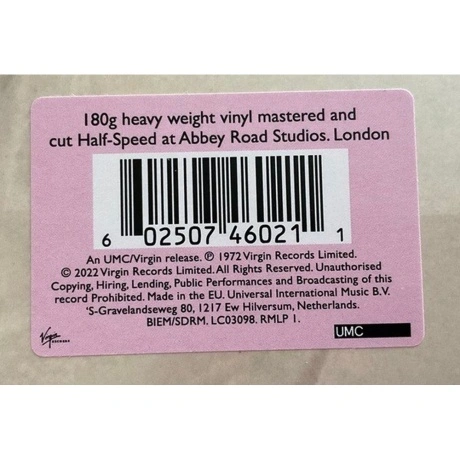 180g heavy weight vinyl mastered and
cut Half-Speed at Abbey Road Studios. London
6 02507 46021 1
An UMC/Virgin release. ℗ 1972 Virgin Records Limited.
© 2022 Virgin Records Limited. All Rights Reserved. Unauthorised
Copying, Hiring, Lending, Public Performances and Broadcasting of this
record Prohibited. Made in the EU. Universal International Music B.V.
'S-Gravelandseweg 80, 1217 Ew Hilversum, Netherlands.
BIEM/SDRM. LC03098. RMLP 1.
Virgin RECORDS
UMC